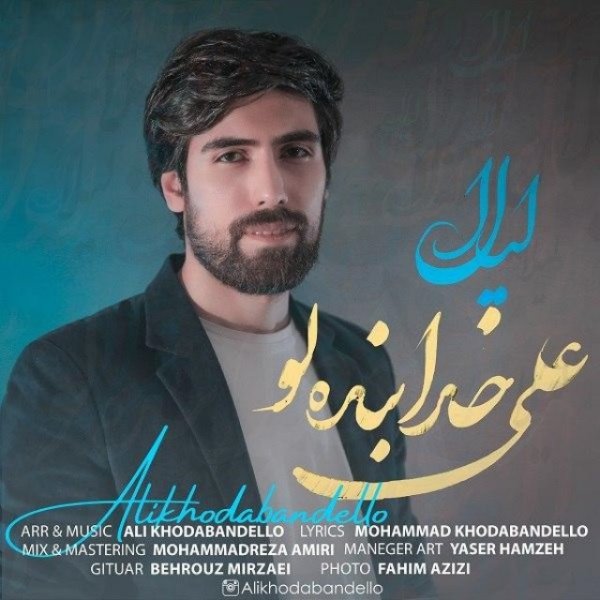 لیلای
علی خدابنده لو
Alikhodabandello
ARR & MUSIC ALI KHODABANDELLO LYRICS MOHAMMAD KHODABANDELLO
MIX & MASTERING MOHAMMADREZA AMIRI MANEGER ART YASER HAMZEH
GITUAR BEHROUZ MIRZAEI PHOTO FAHIM AZIZI
Alikhodabandello